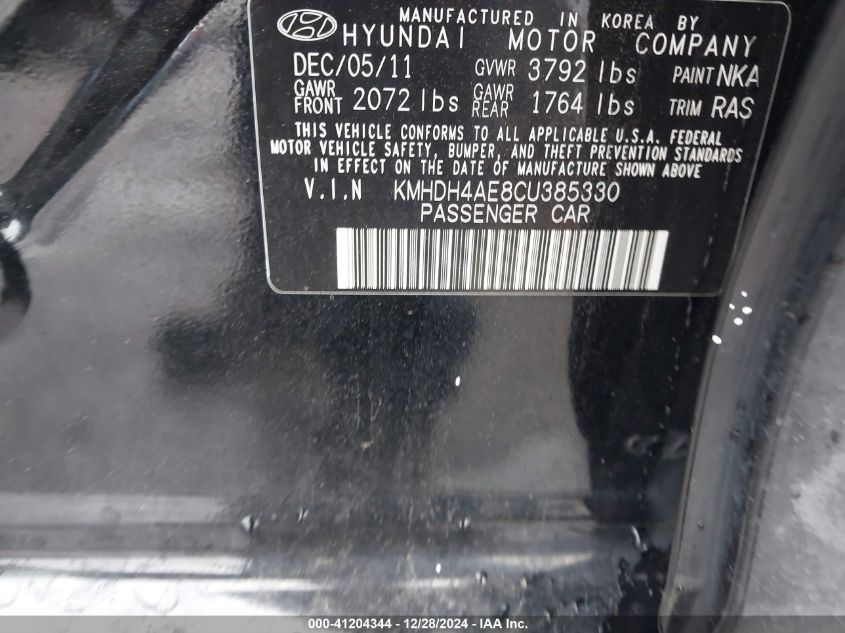 MANUFACTURED IN KOREA BY
HYUNDAI MOTOR COMPANY
DEC/05/11 GVWR 3792 lbs PAINT NKA
GAWR FRONT 2072 lbs GAWR REAR 1764 lbs TRIM RAS
THIS VEHICLE CONFORMS TO ALL APPLICABLE U.S.A. FEDERAL
MOTOR VEHICLE SAFETY, BUMPER, AND THEFT PREVENTION STANDARDS
IN EFFECT ON THE DATE OF MANUFACTURE SHOWN ABOVE
V.I.N KMHDH4AE8CU385330
PASSENGER CAR
000-41204344 - 12/28/2024 - IAAI.com